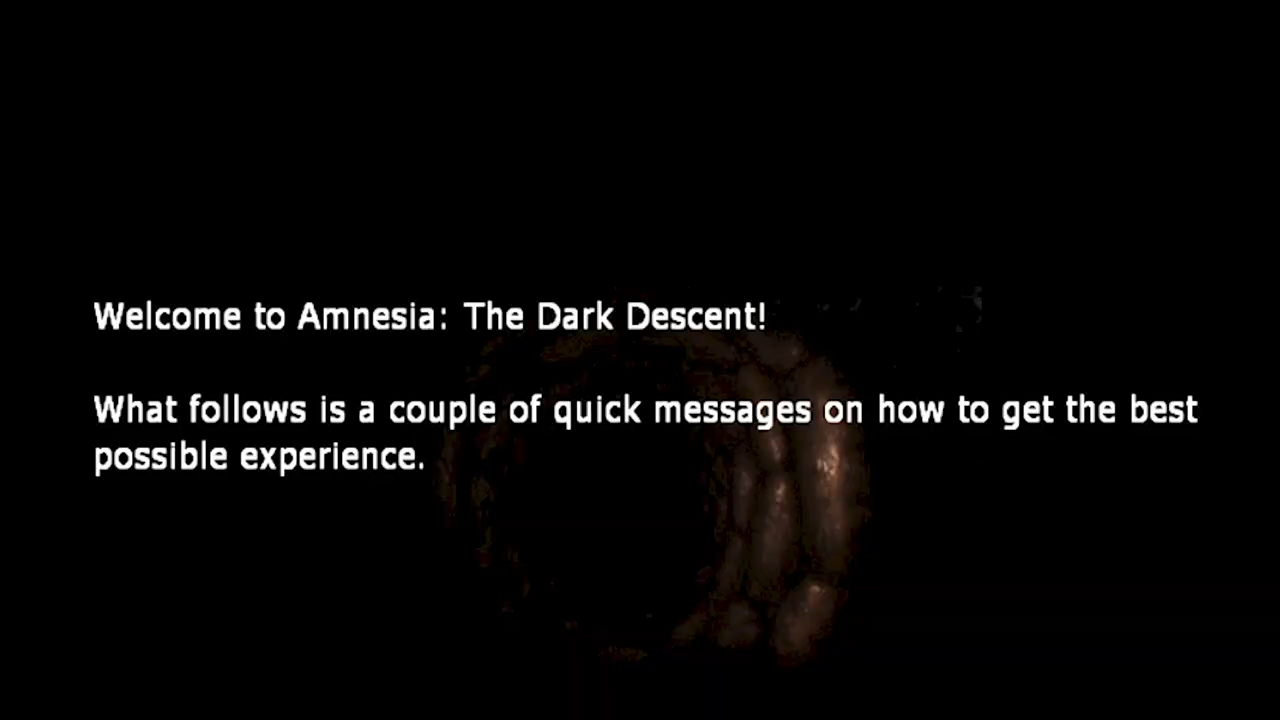 Welcome to Amnesia: The Dark Descent!
What follows is a couple of quick messages on how to get the best
possible experience.